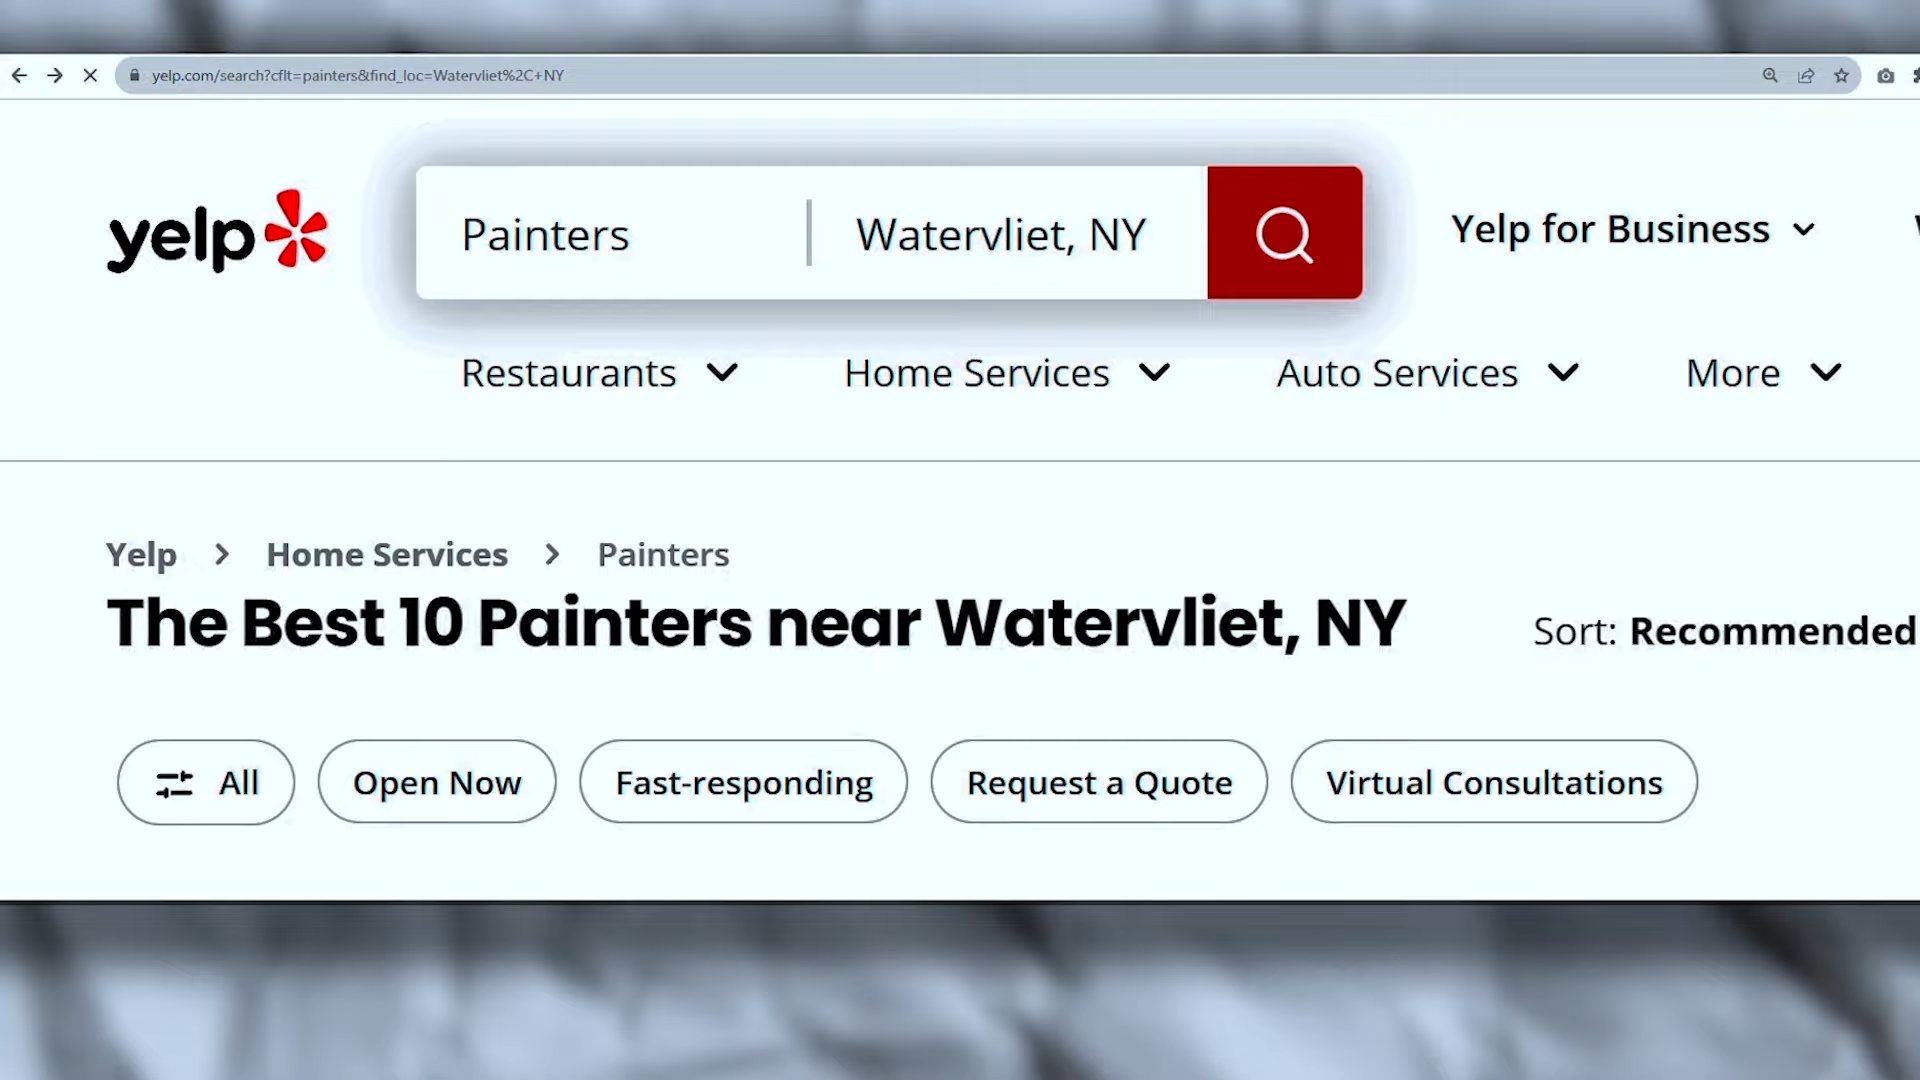 yelp.com/search?cflt=painters&find_loc=Watervliet%2C+NY
yelp
Painters
Watervliet, NY
Yelp for Business
Restaurants
Home Services
Auto Services
More
Yelp > Home Services > Painters
The Best 10 Painters near Watervliet, NY
Sort: Recommended
All
Open Now
Fast-responding
Request a Quote
Virtual Consultations